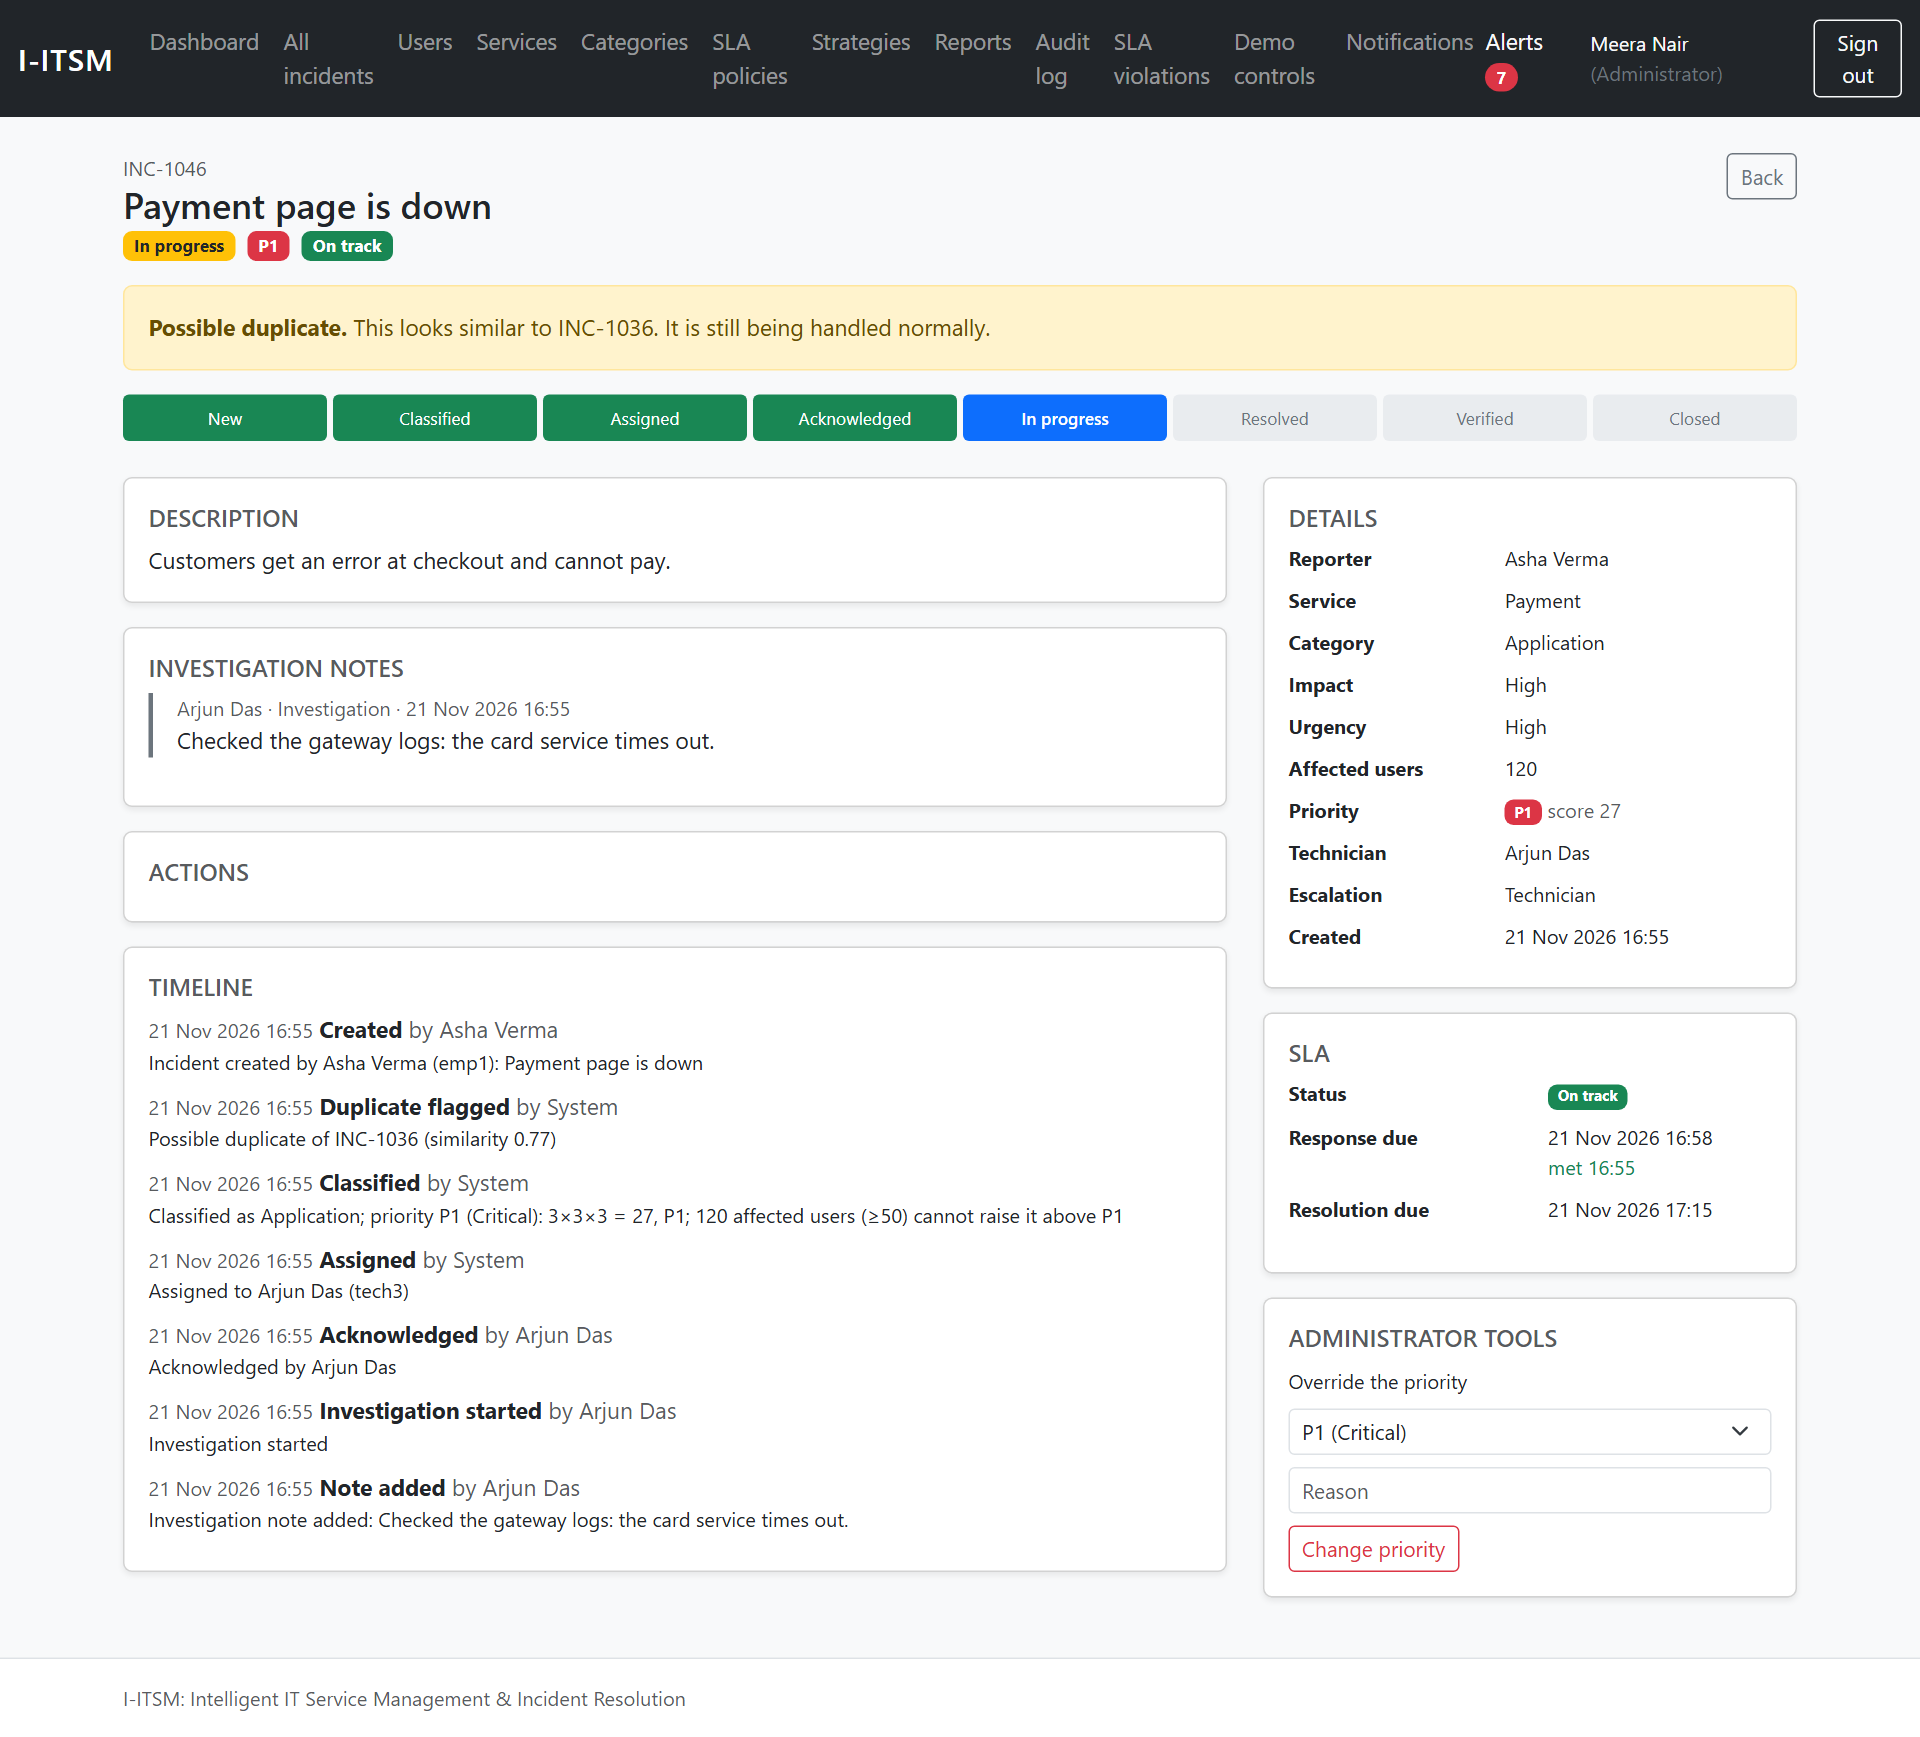 I-ITSM
Dashboard
All incidents
Users
Services
Categories
SLA policies
Strategies
Reports
Audit log
SLA violations
Demo controls
Notifications
Alerts 7
Meera Nair (Administrator)
Sign out
INC-1046
Payment page is down
In progress P1 On track
Back
Possible duplicate. This looks similar to INC-1036. It is still being handled normally.
New
Classified
Assigned
Acknowledged
In progress
Resolved
Verified
Closed
DESCRIPTION
Customers get an error at checkout and cannot pay.
INVESTIGATION NOTES
Arjun Das · Investigation · 21 Nov 2026 16:55
Checked the gateway logs: the card service times out.
ACTIONS
TIMELINE
21 Nov 2026 16:55 Created by Asha Verma
Incident created by Asha Verma (emp1): Payment page is down
21 Nov 2026 16:55 Duplicate flagged by System
Possible duplicate of INC-1036 (similarity 0.77)
21 Nov 2026 16:55 Classified by System
Classified as Application; priority P1 (Critical): 3×3×3 = 27, P1; 120 affected users (≥50) cannot raise it above P1
21 Nov 2026 16:55 Assigned by System
Assigned to Arjun Das (tech3)
21 Nov 2026 16:55 Acknowledged by Arjun Das
Acknowledged by Arjun Das
21 Nov 2026 16:55 Investigation started by Arjun Das
Investigation started
21 Nov 2026 16:55 Note added by Arjun Das
Investigation note added: Checked the gateway logs: the card service times out.
DETAILS
Reporter Asha Verma
Service Payment
Category Application
Impact High
Urgency High
Affected users 120
Priority P1 score 27
Technician Arjun Das
Escalation Technician
Created 21 Nov 2026 16:55
SLA
Status On track
Response due 21 Nov 2026 16:58
met 16:55
Resolution due 21 Nov 2026 17:15
ADMINISTRATOR TOOLS
Override the priority
P1 (Critical)
Reason
Change priority
I-ITSM: Intelligent IT Service Management & Incident Resolution